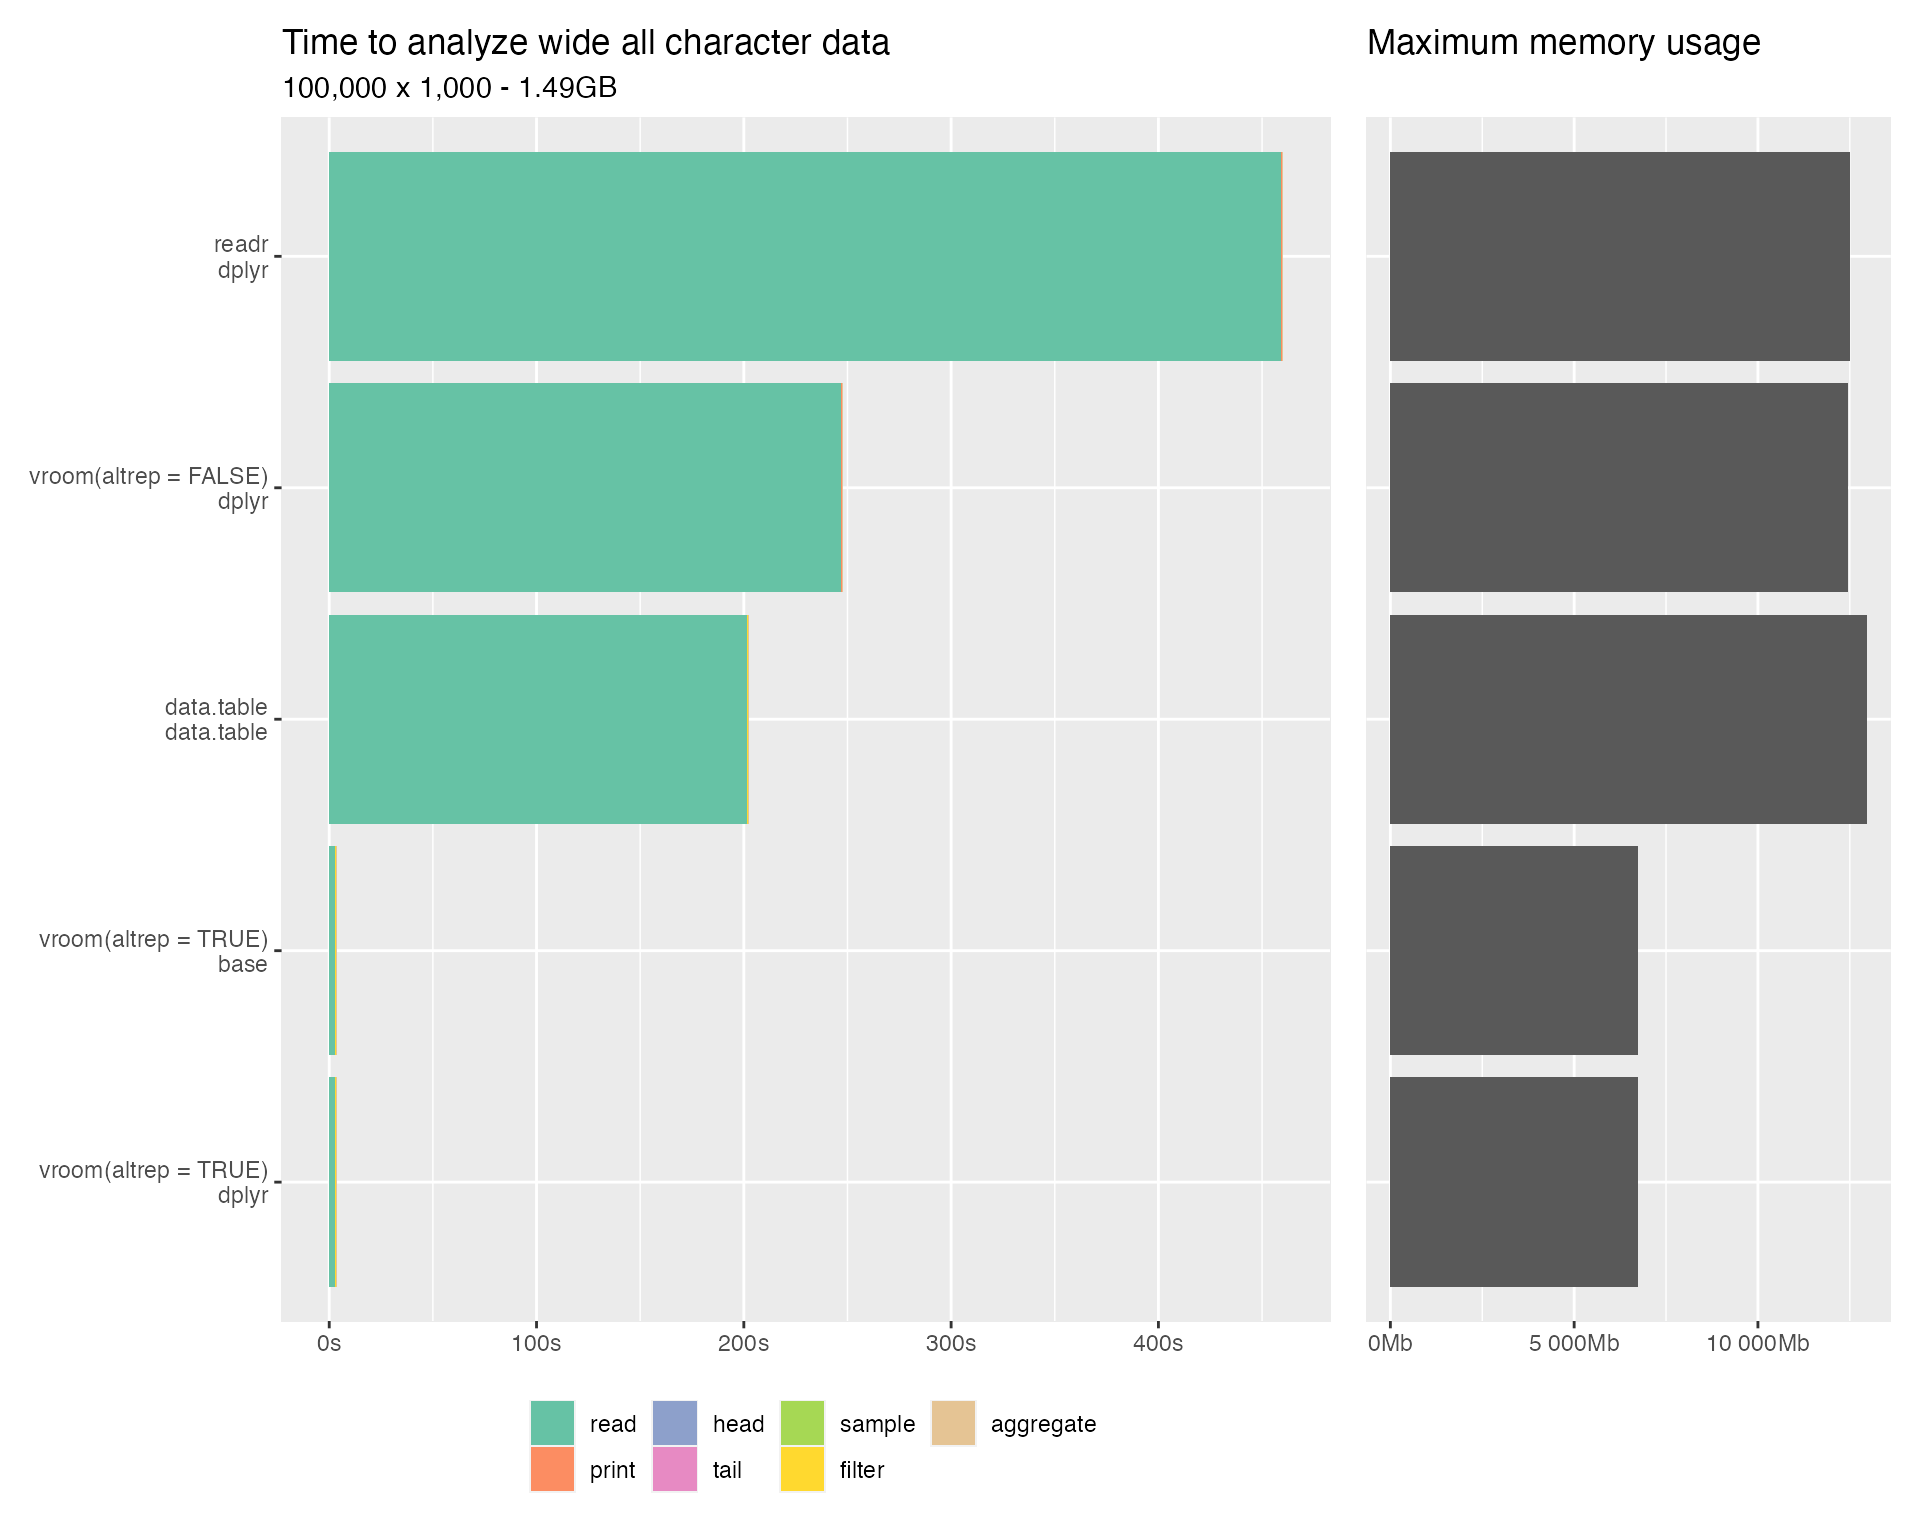 Time to analyze wide all character data
100,000 x 1,000 - 1.49GB
Maximum memory usage
readr
dplyr
vroom(altrep = FALSE)
dplyr
data.table
data.table
vroom(altrep = TRUE)
base
vroom(altrep = TRUE)
dplyr
0s 100s 200s 300s 400s
0Mb 5 000Mb 10 000Mb
read head sample aggregate
print tail filter